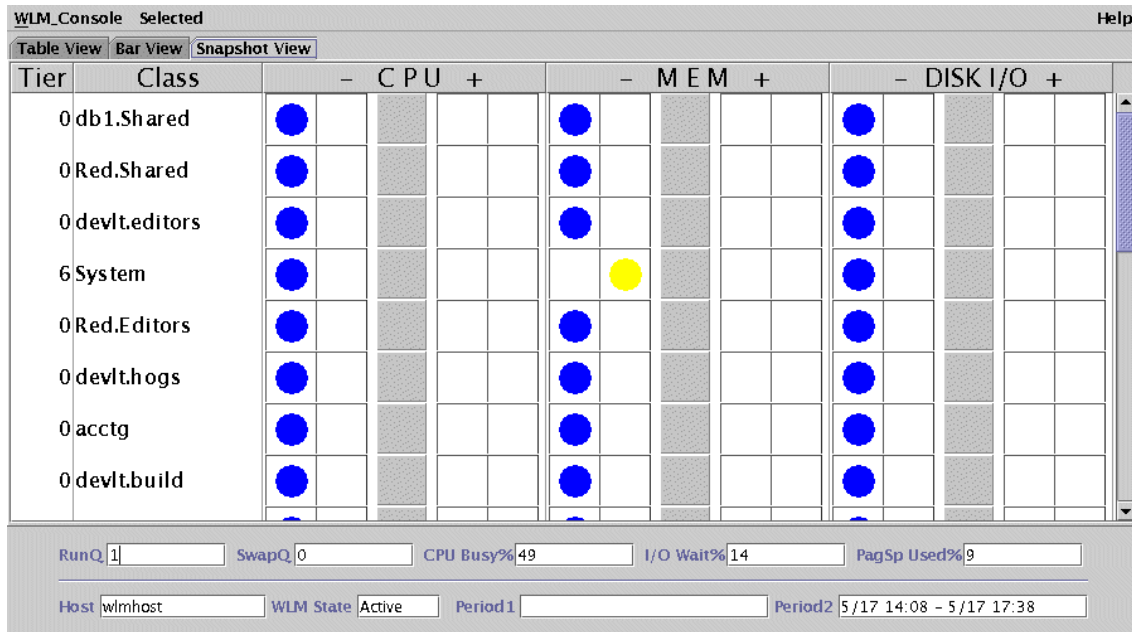 WLM_Console Selected Help
Table View Bar View Snapshot View
Tier Class - CPU + - MEM + - DISK I/O +
0 db1.Shared
0 Red.Shared
0 devlt.editors
6 System
0 Red.Editors
0 devlt.hogs
0 acctg
0 devlt.build
RunQ 1 SwapQ 0 CPU Busy% 49 I/O Wait% 14 PagSp Used% 9
Host wlmhost WLM State Active Period1 Period2 5/17 14:08 - 5/17 17:38